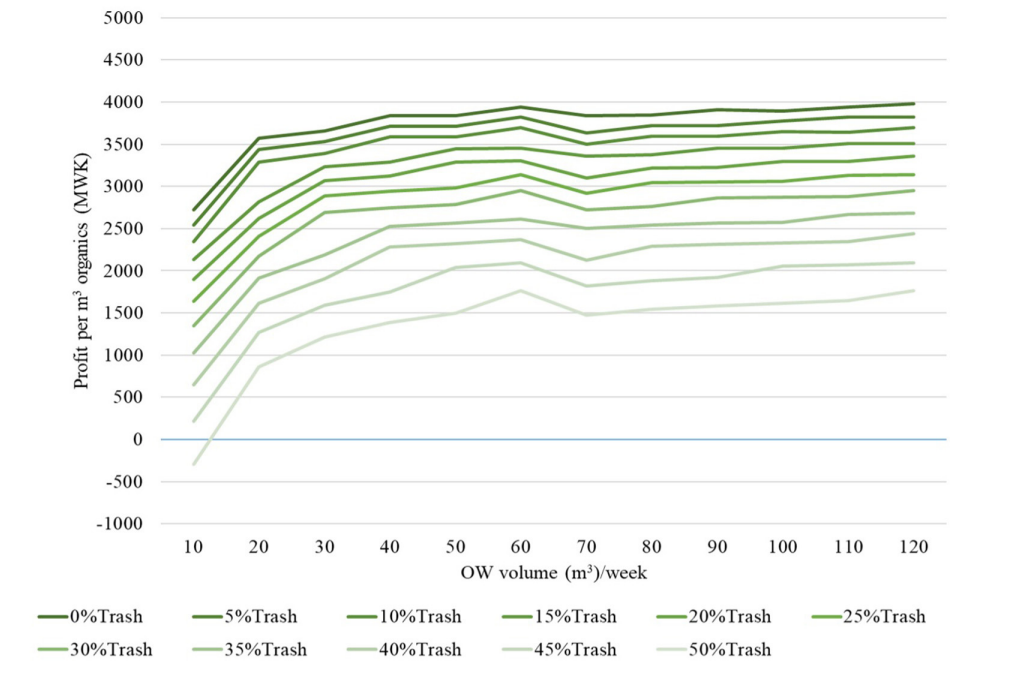 5000
4500
4000
3500
3000
2500
2000
1500
1000
500
0
-500
-1000
Profit per m³ organics (MWK)
10 20 30 40 50 60 70 80 90 100 110 120
OW volume (m³)/week
0%Trash 5%Trash 10%Trash 15%Trash 20%Trash 25%Trash
30%Trash 35%Trash 40%Trash 45%Trash 50%Trash